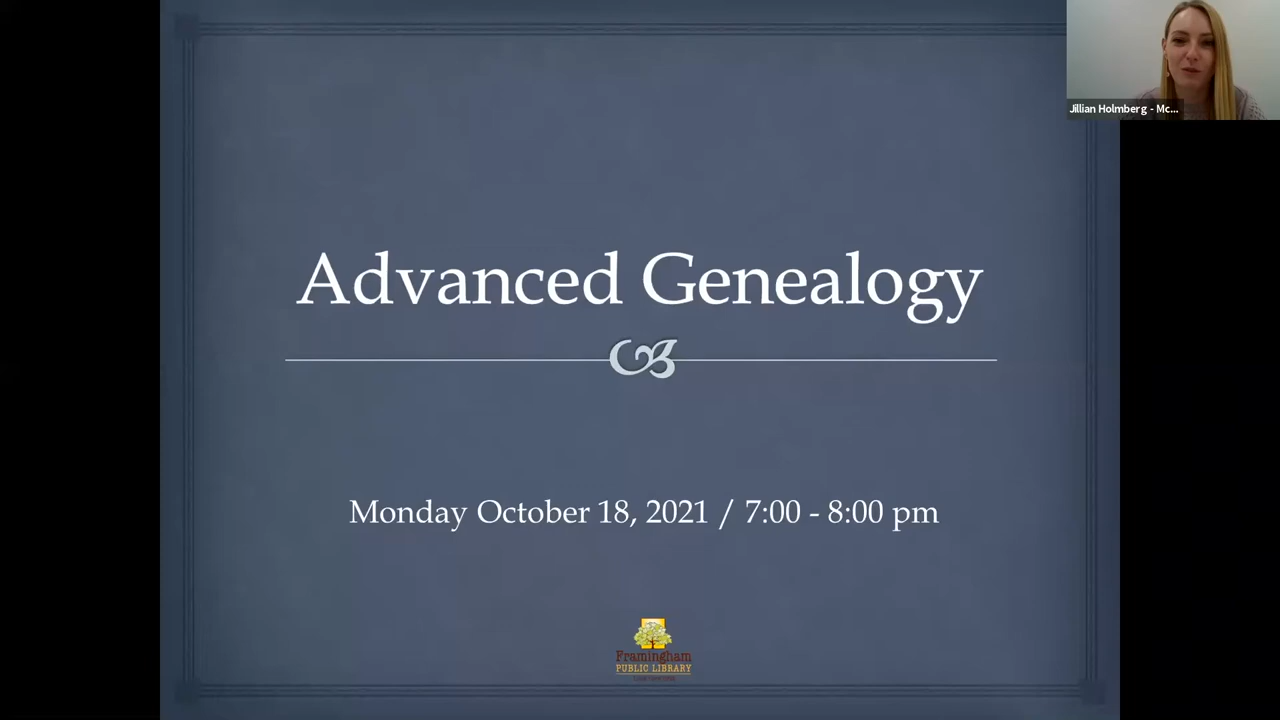 Jillian Holmberg - Mc...
Advanced Genealogy
Monday October 18, 2021 / 7:00 - 8:00 pm
Framingham
PUBLIC LIBRARY